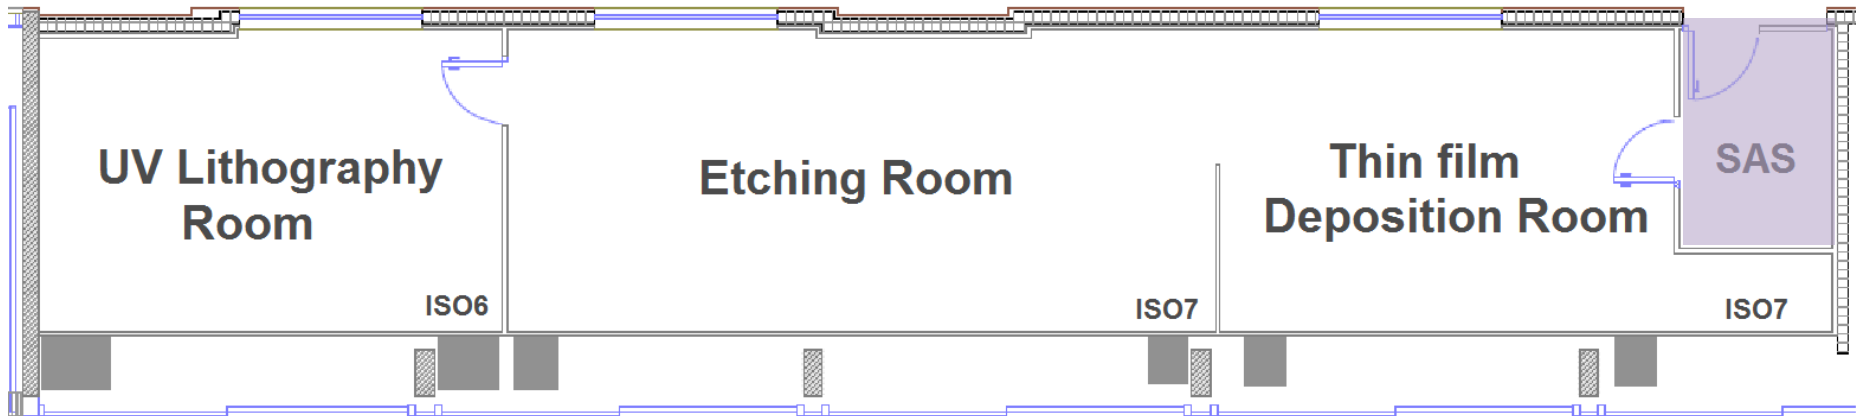 UV Lithography
Room
ISO6
Etching Room
ISO7
Thin film
Deposition Room
ISO7
SAS